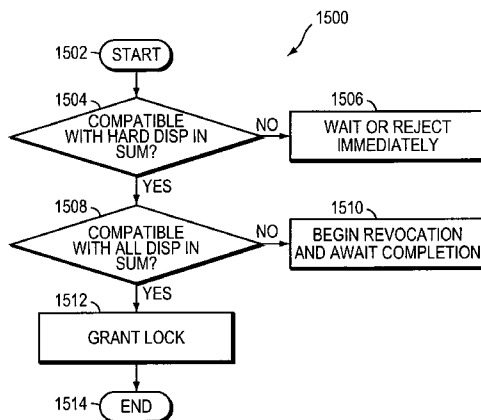 1500
1502
START
1504
COMPATIBLE
WITH HARD DISP IN
SUM?
NO
1506
WAIT OR REJECT
IMMEDIATELY
YES
1508
COMPATIBLE
WITH ALL DISP IN
SUM?
NO
1510
BEGIN REVOCATION
AND AWAIT COMPLETION
YES
1512
GRANT LOCK
1514
END